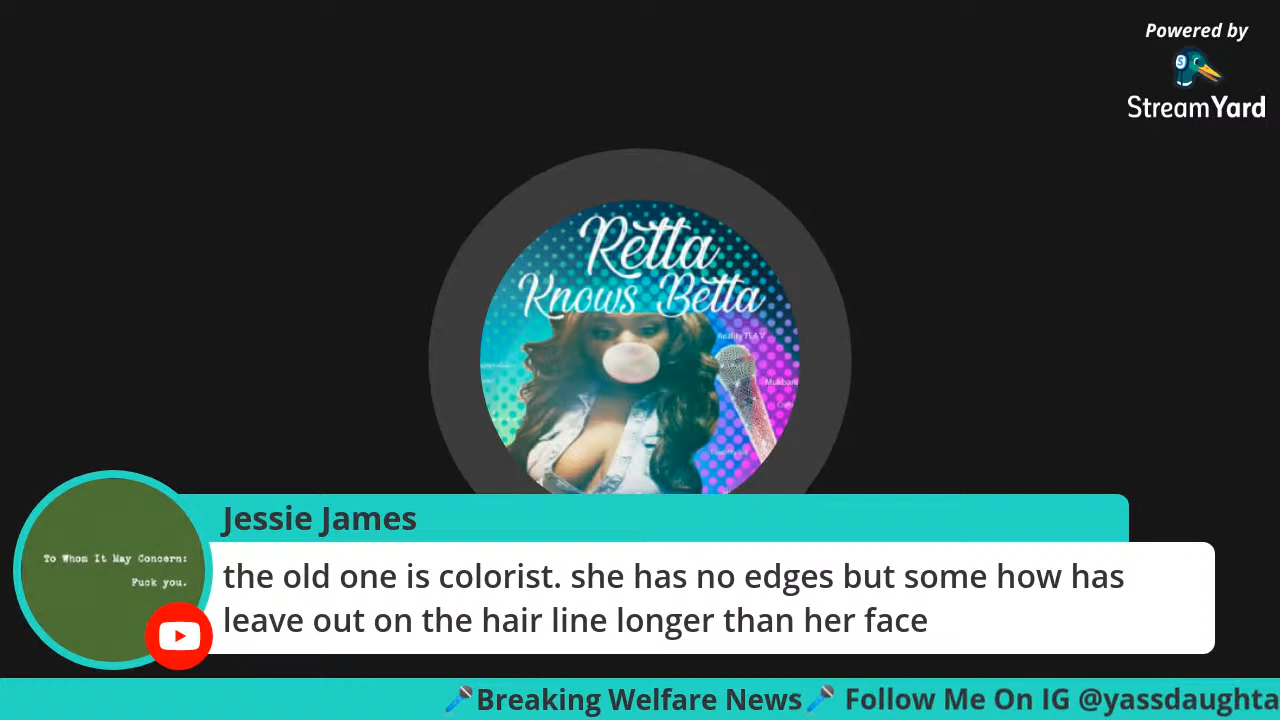 Powered by
StreamYard
Retta
Knows Betta
To Whom It May Concern:
Fuck you.
Jessie James
the old one is colorist. she has no edges but some how has
leave out on the hair line longer than her face
🎤Breaking Welfare News🎤 Follow Me On IG @yassdaughta